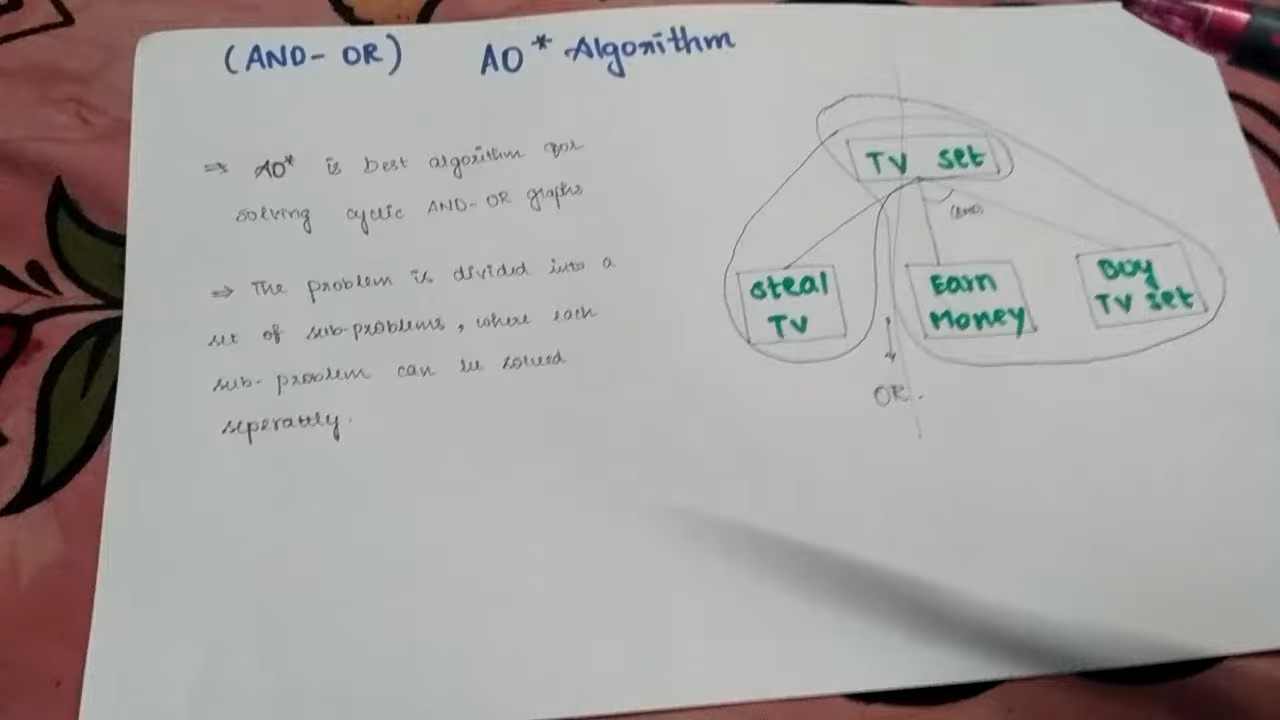 (AND-OR) AO* Algorithm
⇒ AO* is best algorithm for
solving cyclic AND-OR graphs
⇒ The problem is divided into a
set of sub-problems, where each
sub-problem can be solved
seperately.
TV set
(AND)
Steal
TV
Earn
Money
Buy
TV set
OR.